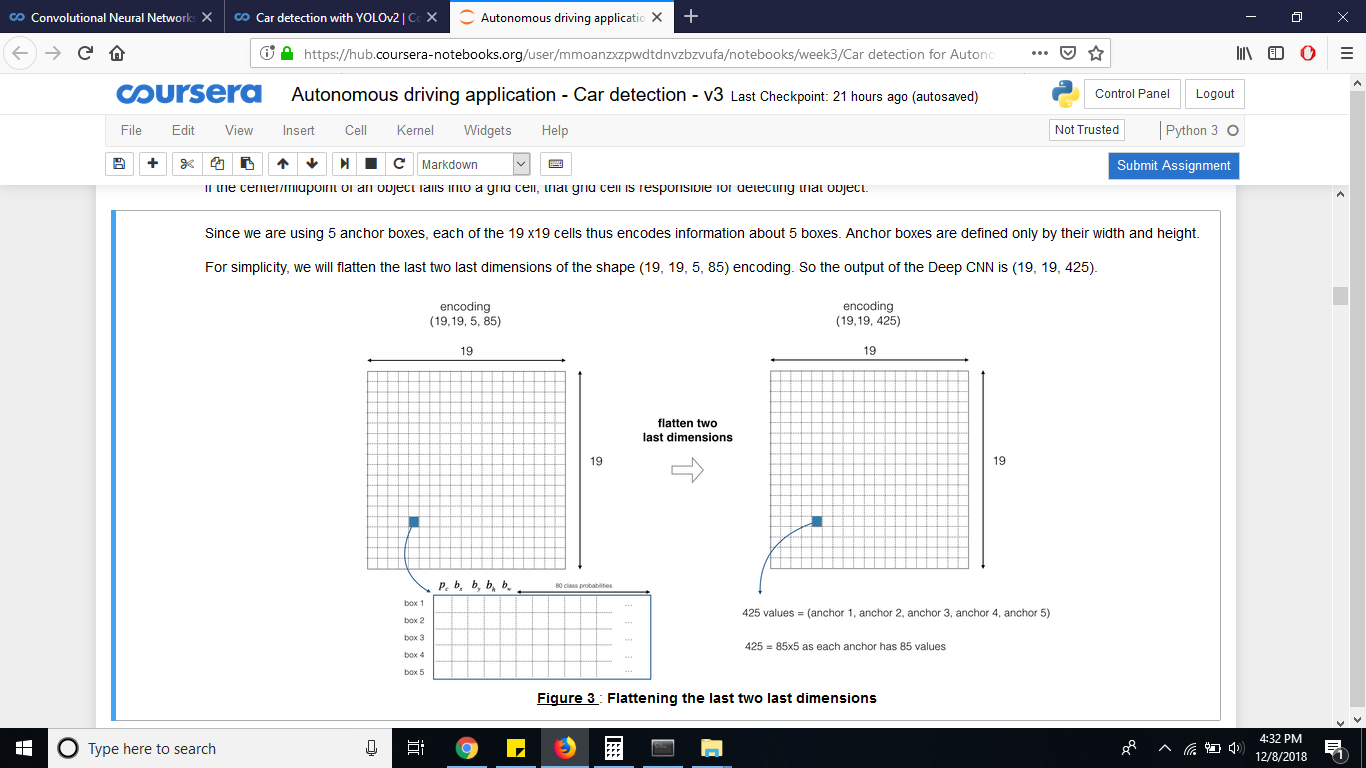 Convolutional Neural Networks
Car detection with YOLOv2 | Co
Autonomous driving applicatio
https://hub.coursera-notebooks.org/user/mmoanzxzpwdtdnvzbzvufa/notebooks/week3/Car detection for Autono
coursera
Autonomous driving application - Car detection - v3 Last Checkpoint: 21 hours ago (autosaved)
Control Panel
Logout
File Edit View Insert Cell Kernel Widgets Help
Not Trusted
Python 3
Markdown
Submit Assignment
If the center/midpoint of an object falls into a grid cell, that grid cell is responsible for detecting that object.
Since we are using 5 anchor boxes, each of the 19 x19 cells thus encodes information about 5 boxes. Anchor boxes are defined only by their width and height.
For simplicity, we will flatten the last two last dimensions of the shape (19, 19, 5, 85) encoding. So the output of the Deep CNN is (19, 19, 425).
encoding
(19,19, 5, 85)
19
19
flatten two
last dimensions
encoding
(19,19, 425)
19
19
pc bx by bh bw
80 class probabilities
box 1 ...
box 2 ...
box 3 ...
box 4 ...
box 5 ...
425 values = (anchor 1, anchor 2, anchor 3, anchor 4, anchor 5)
425 = 85x5 as each anchor has 85 values
Figure 3 : Flattening the last two last dimensions
Type here to search
4:32 PM
12/8/2018
1